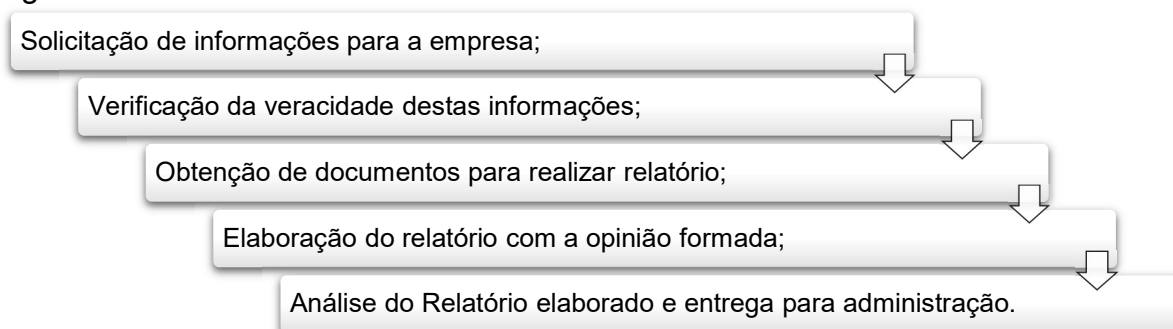 Solicitação de informações para a empresa;
Verificação da veracidade destas informações;
Obtenção de documentos para realizar relatório;
Elaboração do relatório com a opinião formada;
Análise do Relatório elaborado e entrega para administração.